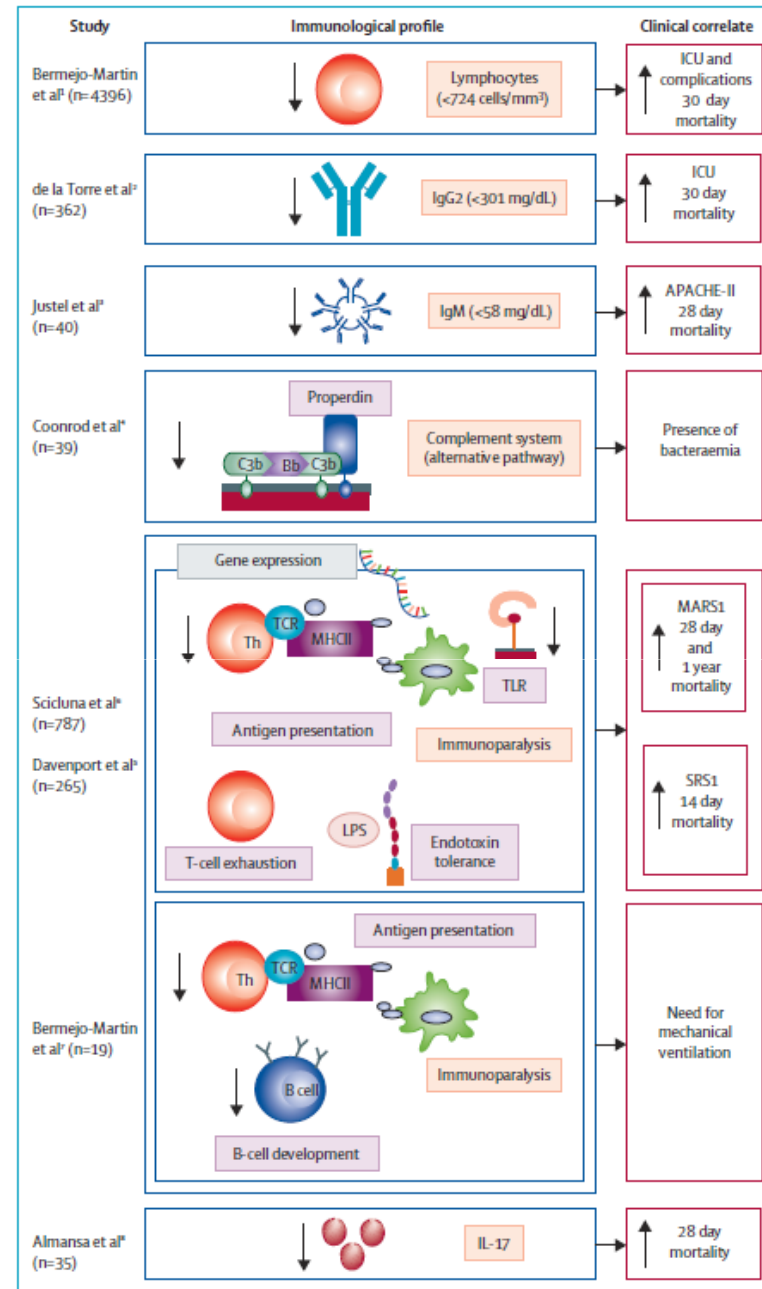 Study
Immunological profile
Clinical correlate
Bermejo-Martin
et al¹ (n=4396)
Lymphocytes
(<724 cells/mm³)
ICU and
complications
30 day
mortality
de la Torre et al²
(n=362)
IgG2 (<301 mg/dL)
ICU
30 day
mortality
Justel et al³
(n=40)
IgM (<58 mg/dL)
APACHE-II
28 day
mortality
Coonrod et al⁴
(n=39)
Properdin
C3b
Bb
C3b
Complement system
(alternative pathway)
Presence of
bacteraemia
Scicluna et al⁶
(n=787)
Davenport et al⁵
(n=265)
Gene expression
Th
TCR
MHCII
TLR
Antigen presentation
Immunoparalysis
T-cell exhaustion
LPS
Endotoxin
tolerance
MARS1
28 day
and
1 year
mortality
SRS1
14 day
mortality
Bermejo-Martin
et al⁷ (n=19)
Antigen presentation
Th
TCR
MHCII
Immunoparalysis
B cell
B-cell development
Need for
mechanical
ventilation
Almansa et al⁸
(n=35)
IL-17
28 day
mortality